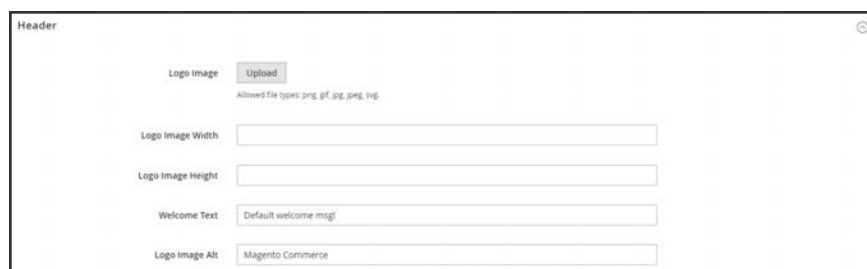 Header
Logo Image
Upload
Allowed file types: png, gif, jpg, jpeg, svg.
Logo Image Width
Logo Image Height
Welcome Text
Default welcome msg!
Logo Image Alt
Magento Commerce